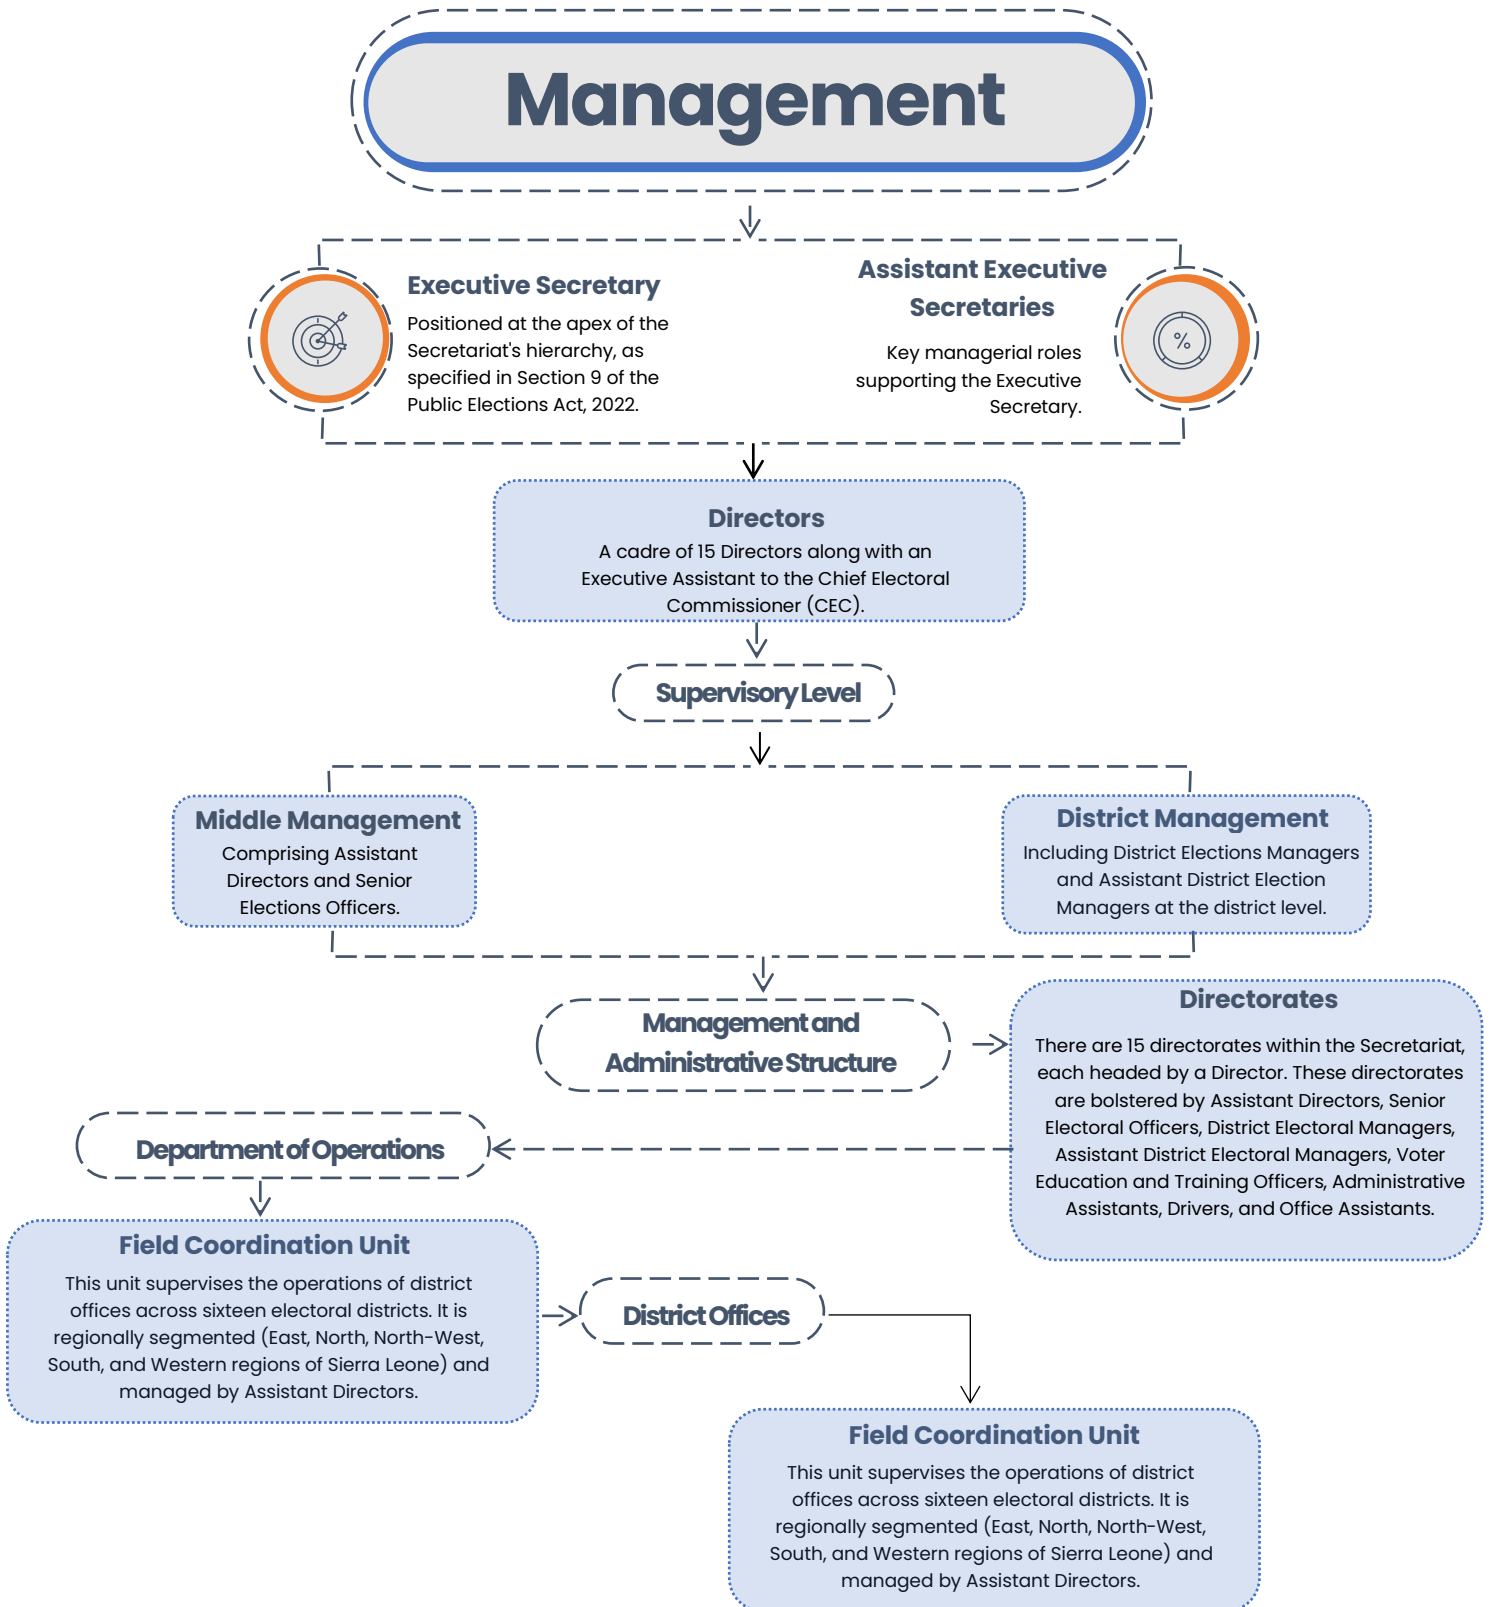 Management
Executive Secretary
Positioned at the apex of the
Secretariat's hierarchy, as
specified in Section 9 of the
Public Elections Act, 2022.
Assistant Executive
Secretaries
Key managerial roles
supporting the Executive
Secretary.
%
Directors
A cadre of 15 Directors along with an
Executive Assistant to the Chief Electoral
Commissioner (CEC).
Supervisory Level
Middle Management
Comprising Assistant
Directors and Senior
Elections Officers.
District Management
Including District Elections Managers
and Assistant District Election
Managers at the district level.
Management and
Administrative Structure
Directorates
There are 15 directorates within the Secretariat,
each headed by a Director. These directorates
are bolstered by Assistant Directors, Senior
Electoral Officers, District Electoral Managers,
Assistant District Electoral Managers, Voter
Education and Training Officers, Administrative
Assistants, Drivers, and Office Assistants.
Department of Operations
Field Coordination Unit
This unit supervises the operations of district
offices across sixteen electoral districts. It is
regionally segmented (East, North, North-West,
South, and Western regions of Sierra Leone) and
managed by Assistant Directors.
District Offices
Field Coordination Unit
This unit supervises the operations of district
offices across sixteen electoral districts. It is
regionally segmented (East, North, North-West,
South, and Western regions of Sierra Leone) and
managed by Assistant Directors.